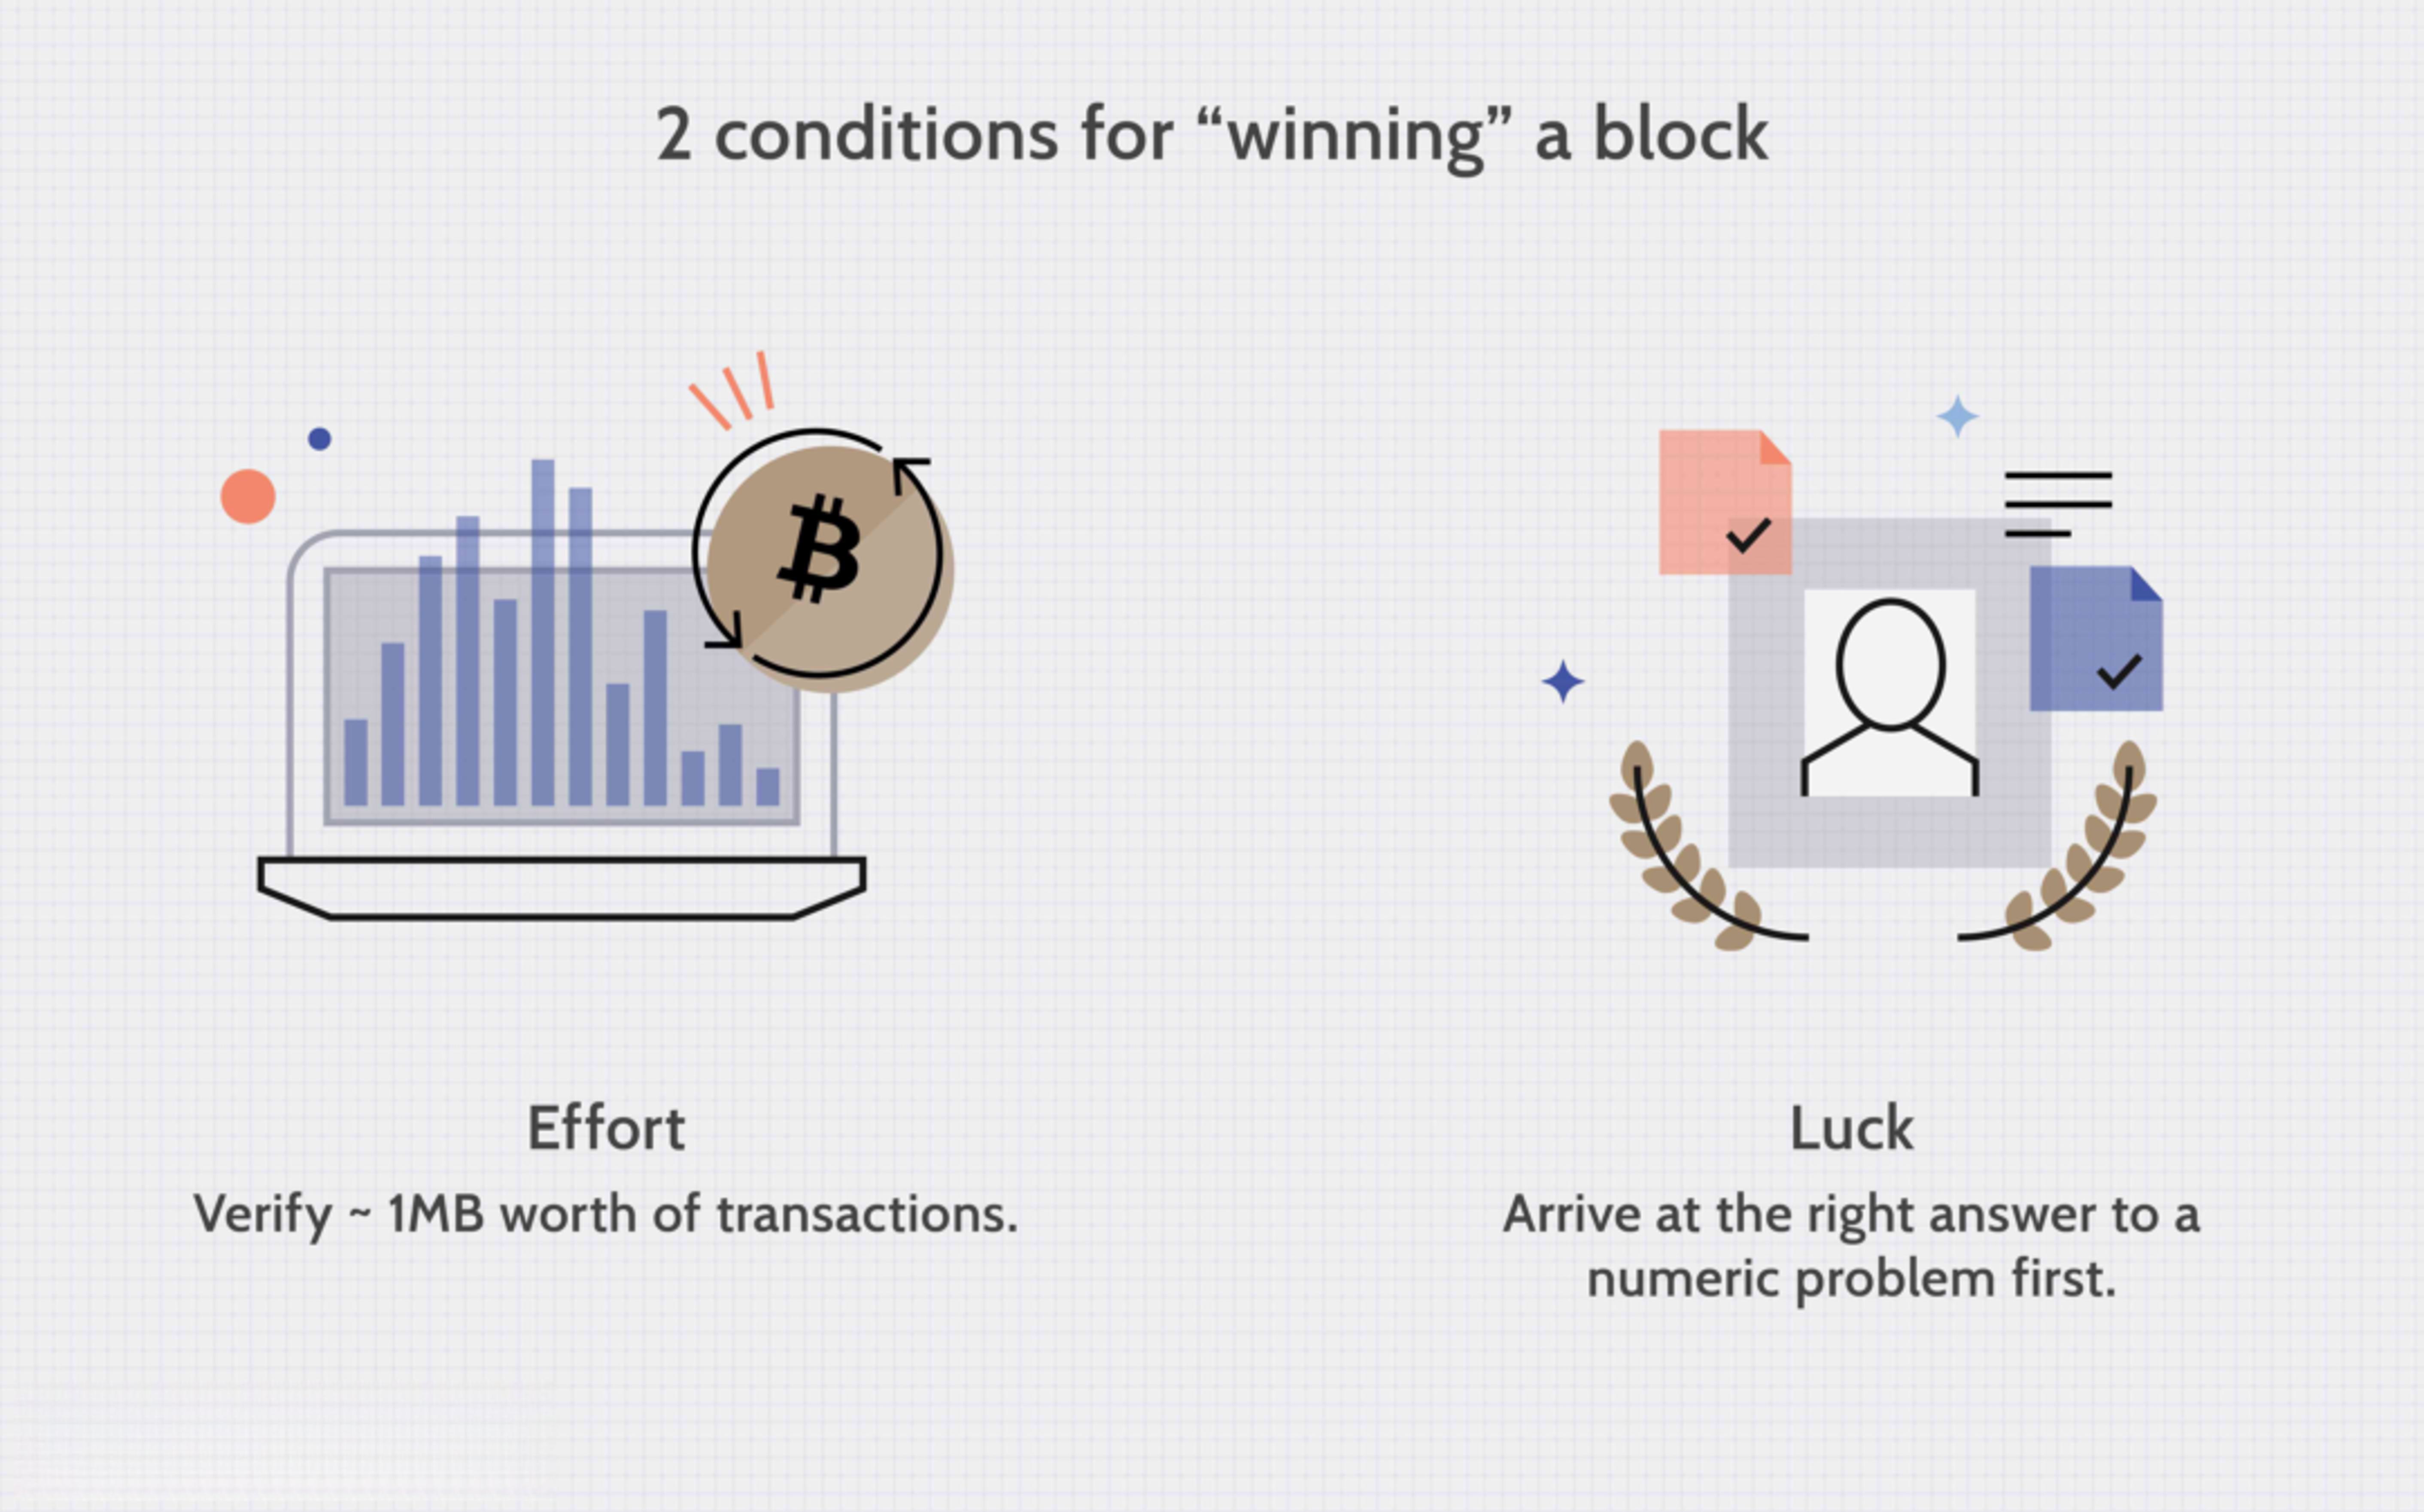 2 conditions for “winning” a block
Effort
Verify ~ 1MB worth of transactions.
Luck
Arrive at the right answer to a
numeric problem first.